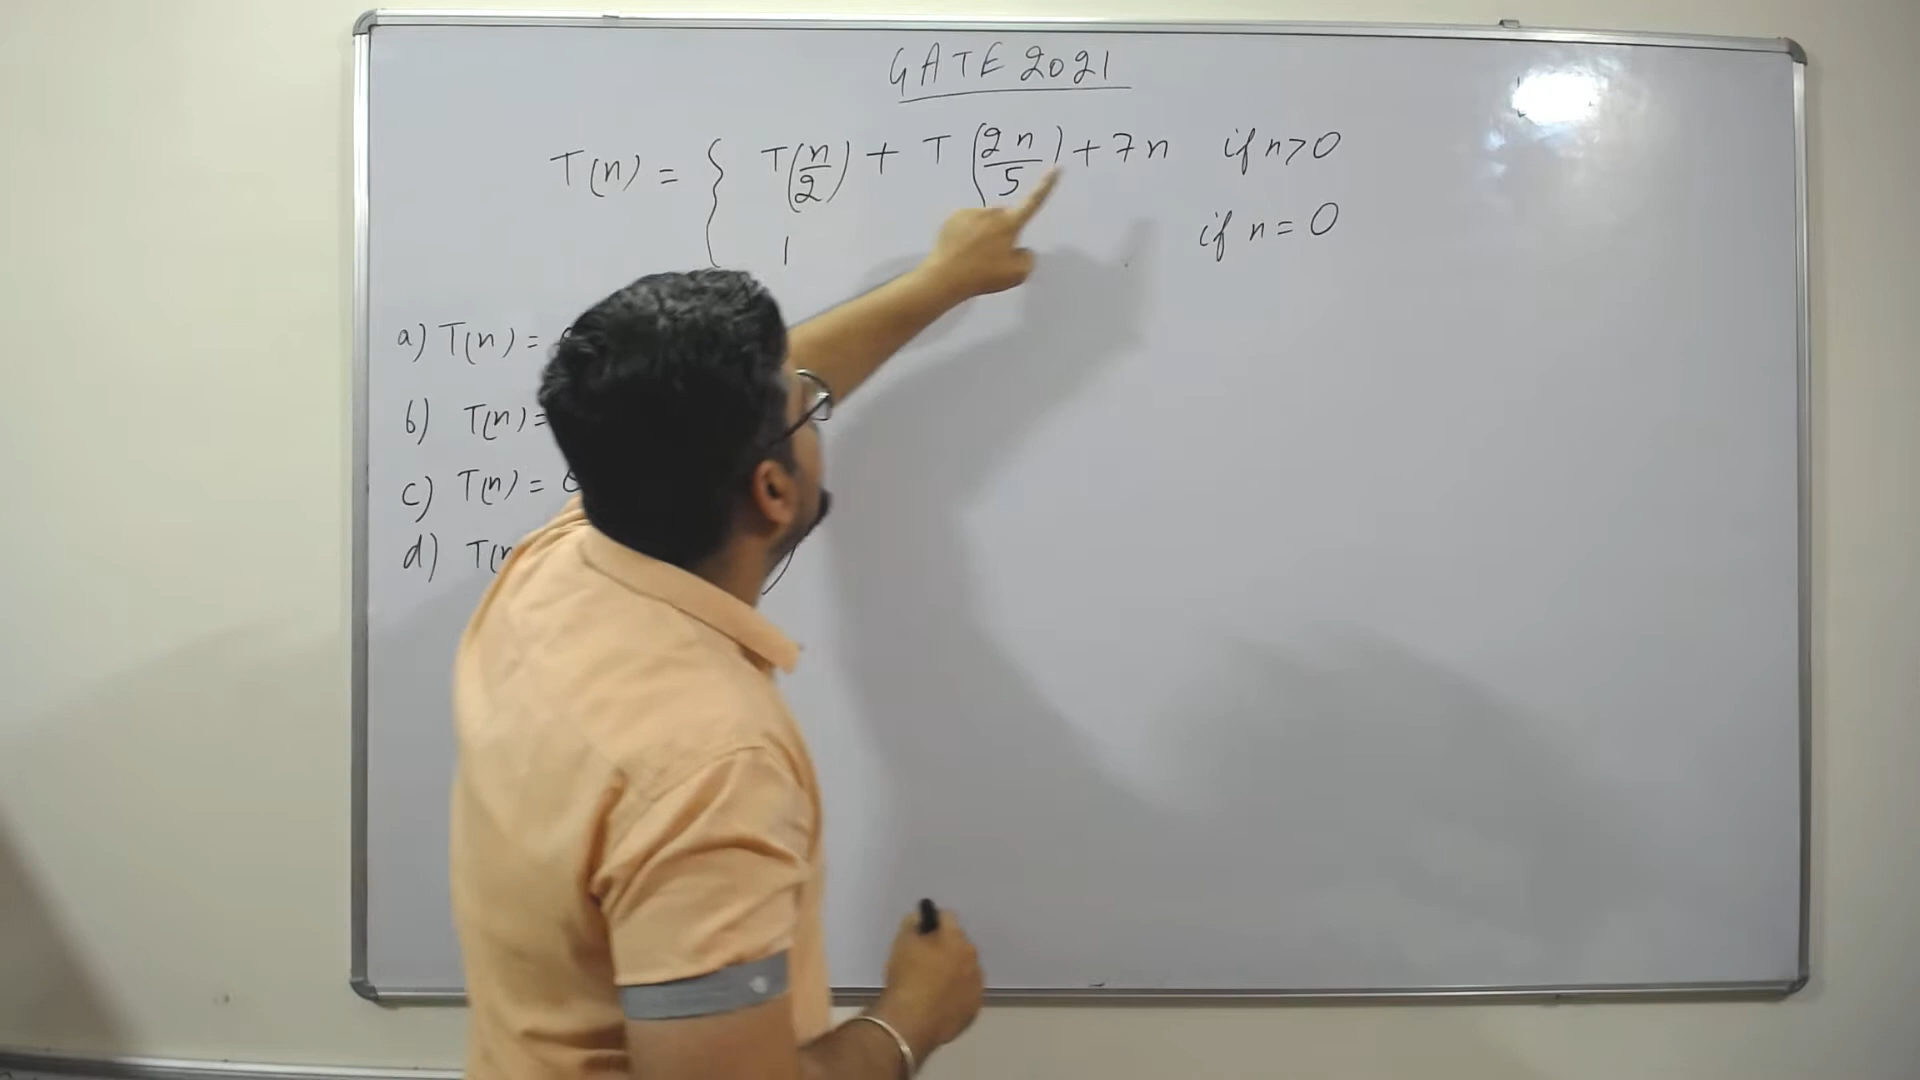 GATE 2021
T(n) = { T(n/2) + T(2n/5) + 7n if n>0
1 if n = 0
a) T(n) =
b) T(n) =
c) T(n) =
d) T(n